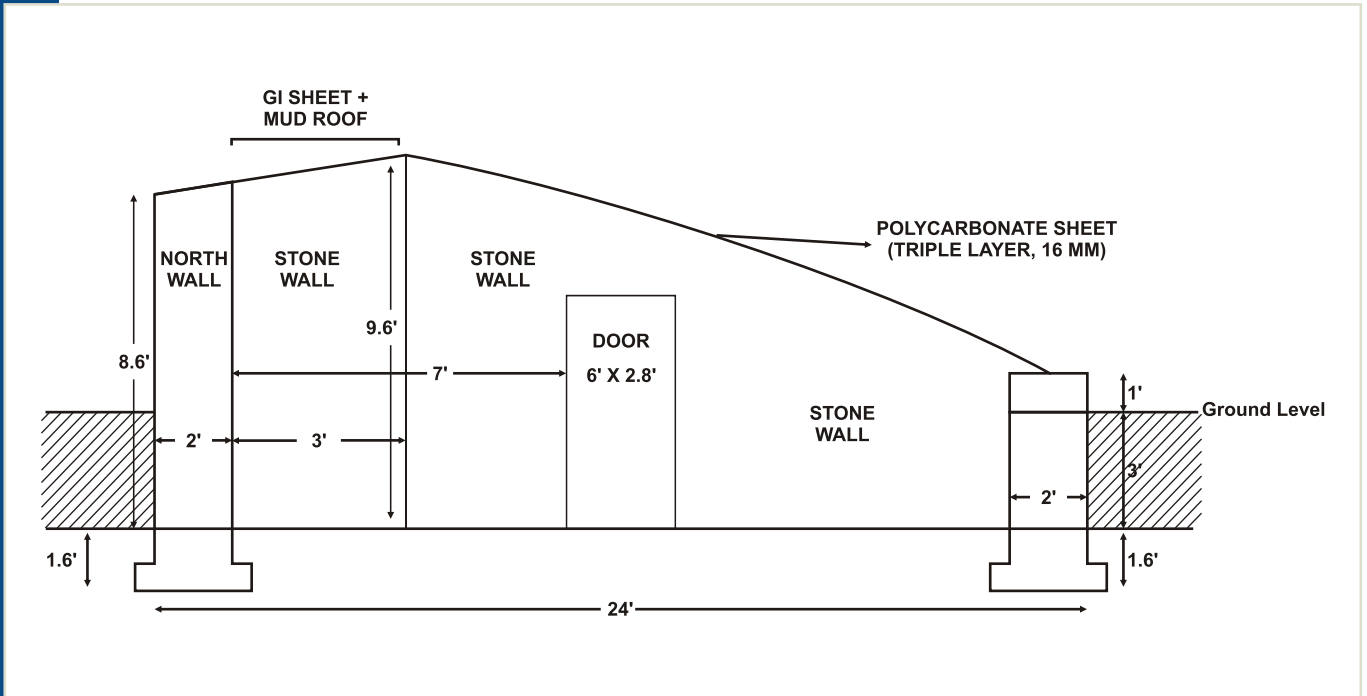 GI SHEET +
MUD ROOF
POLYCARBONATE SHEET
(TRIPLE LAYER, 16 MM)
NORTH
WALL
STONE
WALL
STONE
WALL
9.6'
DOOR
6' X 2.8'
8.6'
7'
1'
Ground Level
STONE
WALL
2'
3'
3'
2'
1.6'
1.6'
24'